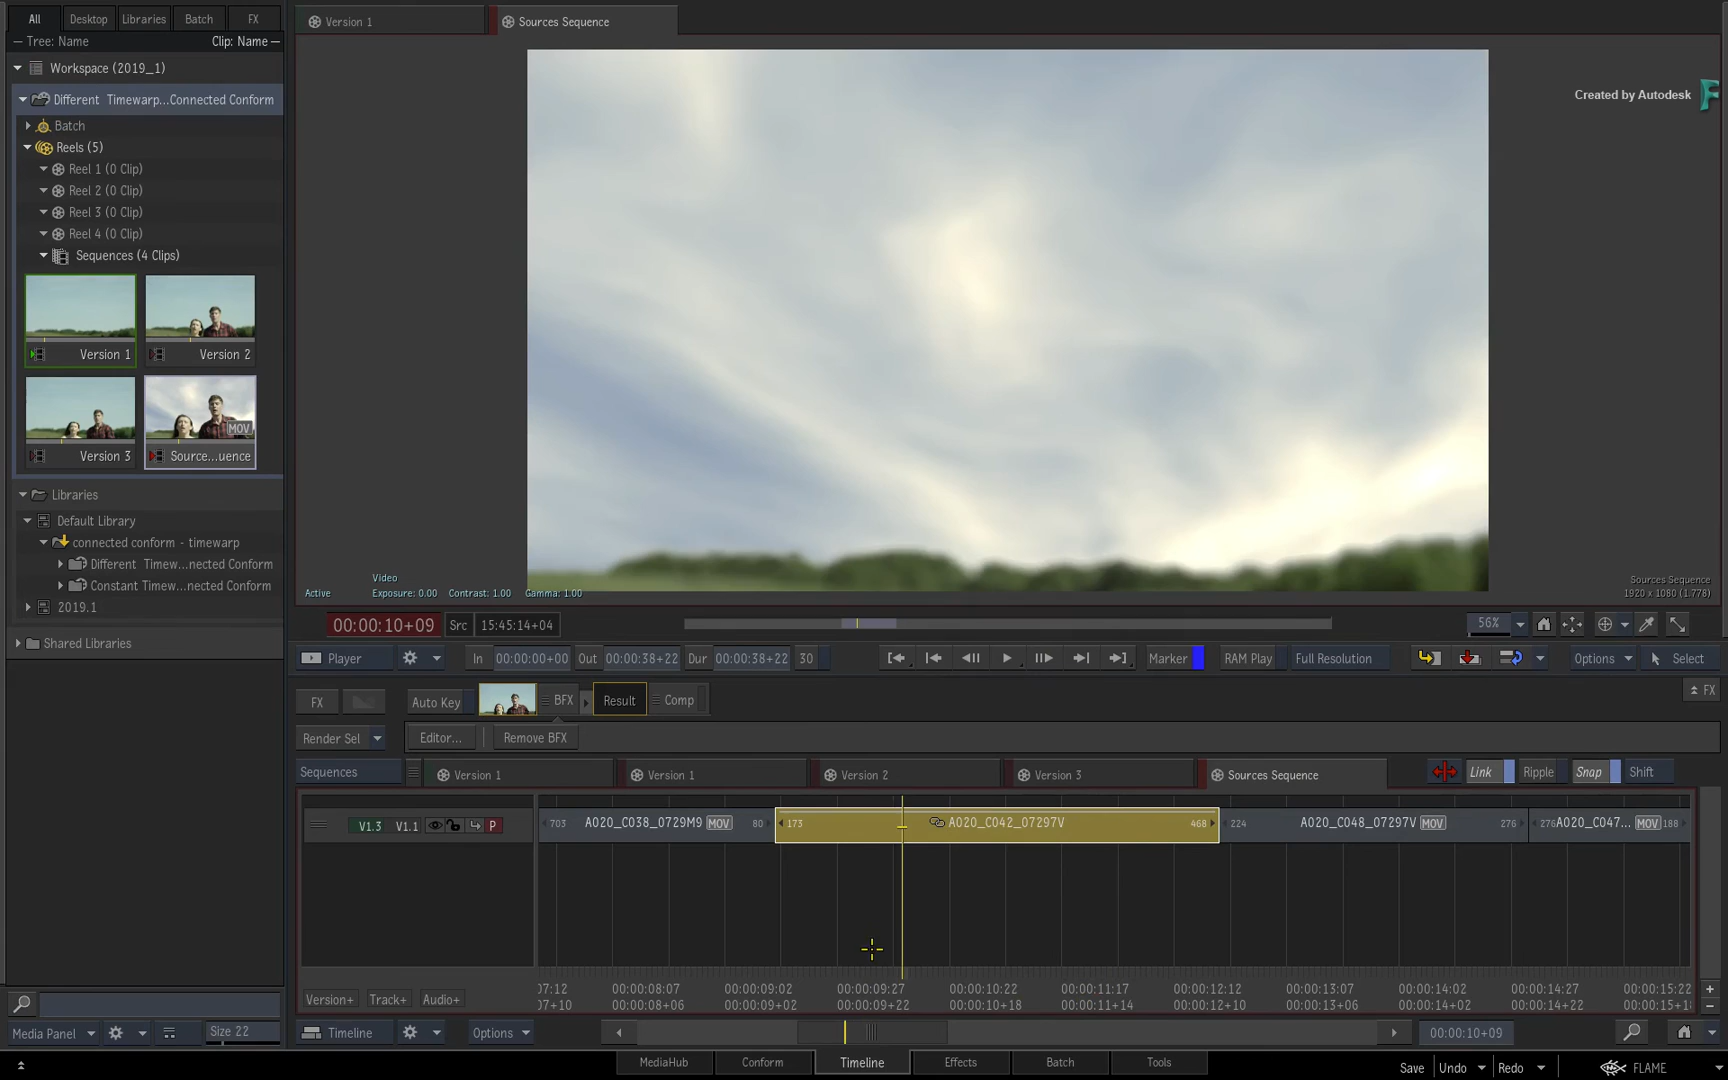 All Desktop Libraries Batch FX
Tree: Name Clip: Name
Workspace (2019_1)
Different Timewarp...Connected Conform
Batch
Reels (5)
Reel 1 (0 Clip)
Reel 2 (0 Clip)
Reel 3 (0 Clip)
Reel 4 (0 Clip)
Sequences (4 Clips)
Version 1 Version 2
MOV
Version 3 Source...uence
Libraries
Default Library
connected conform - timewarp
Different Timew...nected Conform
Constant Timew...nected Conform
2019.1
Shared Libraries
Media Panel Size 22
Version 1 Sources Sequence
Created by Autodesk
Video
Active Exposure: 0.00 Contrast: 1.00 Gamma: 1.00
Sources Sequence
1920 x 1080 (1.778)
00:00:10+09 Src 15:45:14+04 56%
Player In 00:00:00+00 Out 00:00:38+22 Dur 00:00:38+22 30 Marker RAM Play Full Resolution Options Select
FX Auto Key BFX Result Comp FX
Render Sel Editor... Remove BFX
Sequences Version 1 Version 1 Version 2 Version 3 Sources Sequence Link Ripple Snap Shift
V1.3 V1.1 P 703 A020_C038_0729M9 MOV 80 173 A020_C042_07297V 468 224 A020_C048_07297V MOV 276 276 A020_C047... MOV 188
Version+ Track+ Audio+
07:12 00:00:08:07 00:00:09:02 00:00:09:27 00:00:10:22 00:00:11:17 00:00:12:12 00:00:13:07 00:00:14:02 00:00:14:27 00:00:15:22
07+10 00:00:08+06 00:00:09+02 00:00:09+22 00:00:10+18 00:00:11+14 00:00:12+10 00:00:13+06 00:00:14+02 00:00:14+22
Timeline Options 00:00:10+09
MediaHub Conform Timeline Effects Batch Tools
Save Undo Redo FLAME